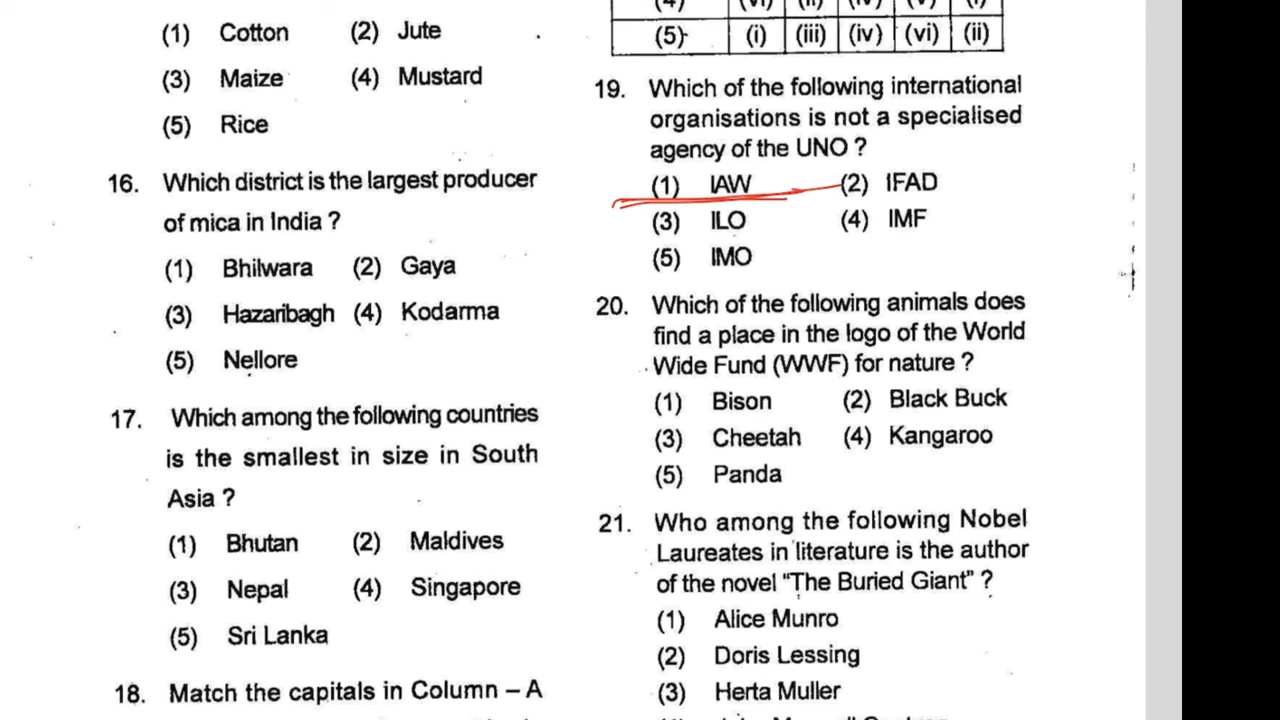 (1) Cotton (2) Jute
(3) Maize (4) Mustard
(5) Rice
16. Which district is the largest producer
of mica in India ?
(1) Bhilwara (2) Gaya
(3) Hazaribagh (4) Kodarma
(5) Nellore
17. Which among the following countries
is the smallest in size in South
Asia ?
(1) Bhutan (2) Maldives
(3) Nepal (4) Singapore
(5) Sri Lanka
18. Match the capitals in Column – A
(5) (i) (iii) (iv) (vi) (ii)
19. Which of the following international
organisations is not a specialised
agency of the UNO ?
(1) IAW (2) IFAD
(3) ILO (4) IMF
(5) IMO
20. Which of the following animals does
find a place in the logo of the World
Wide Fund (WWF) for nature ?
(1) Bison (2) Black Buck
(3) Cheetah (4) Kangaroo
(5) Panda
21. Who among the following Nobel
Laureates in literature is the author
of the novel "The Buried Giant" ?
(1) Alice Munro
(2) Doris Lessing
(3) Herta Muller